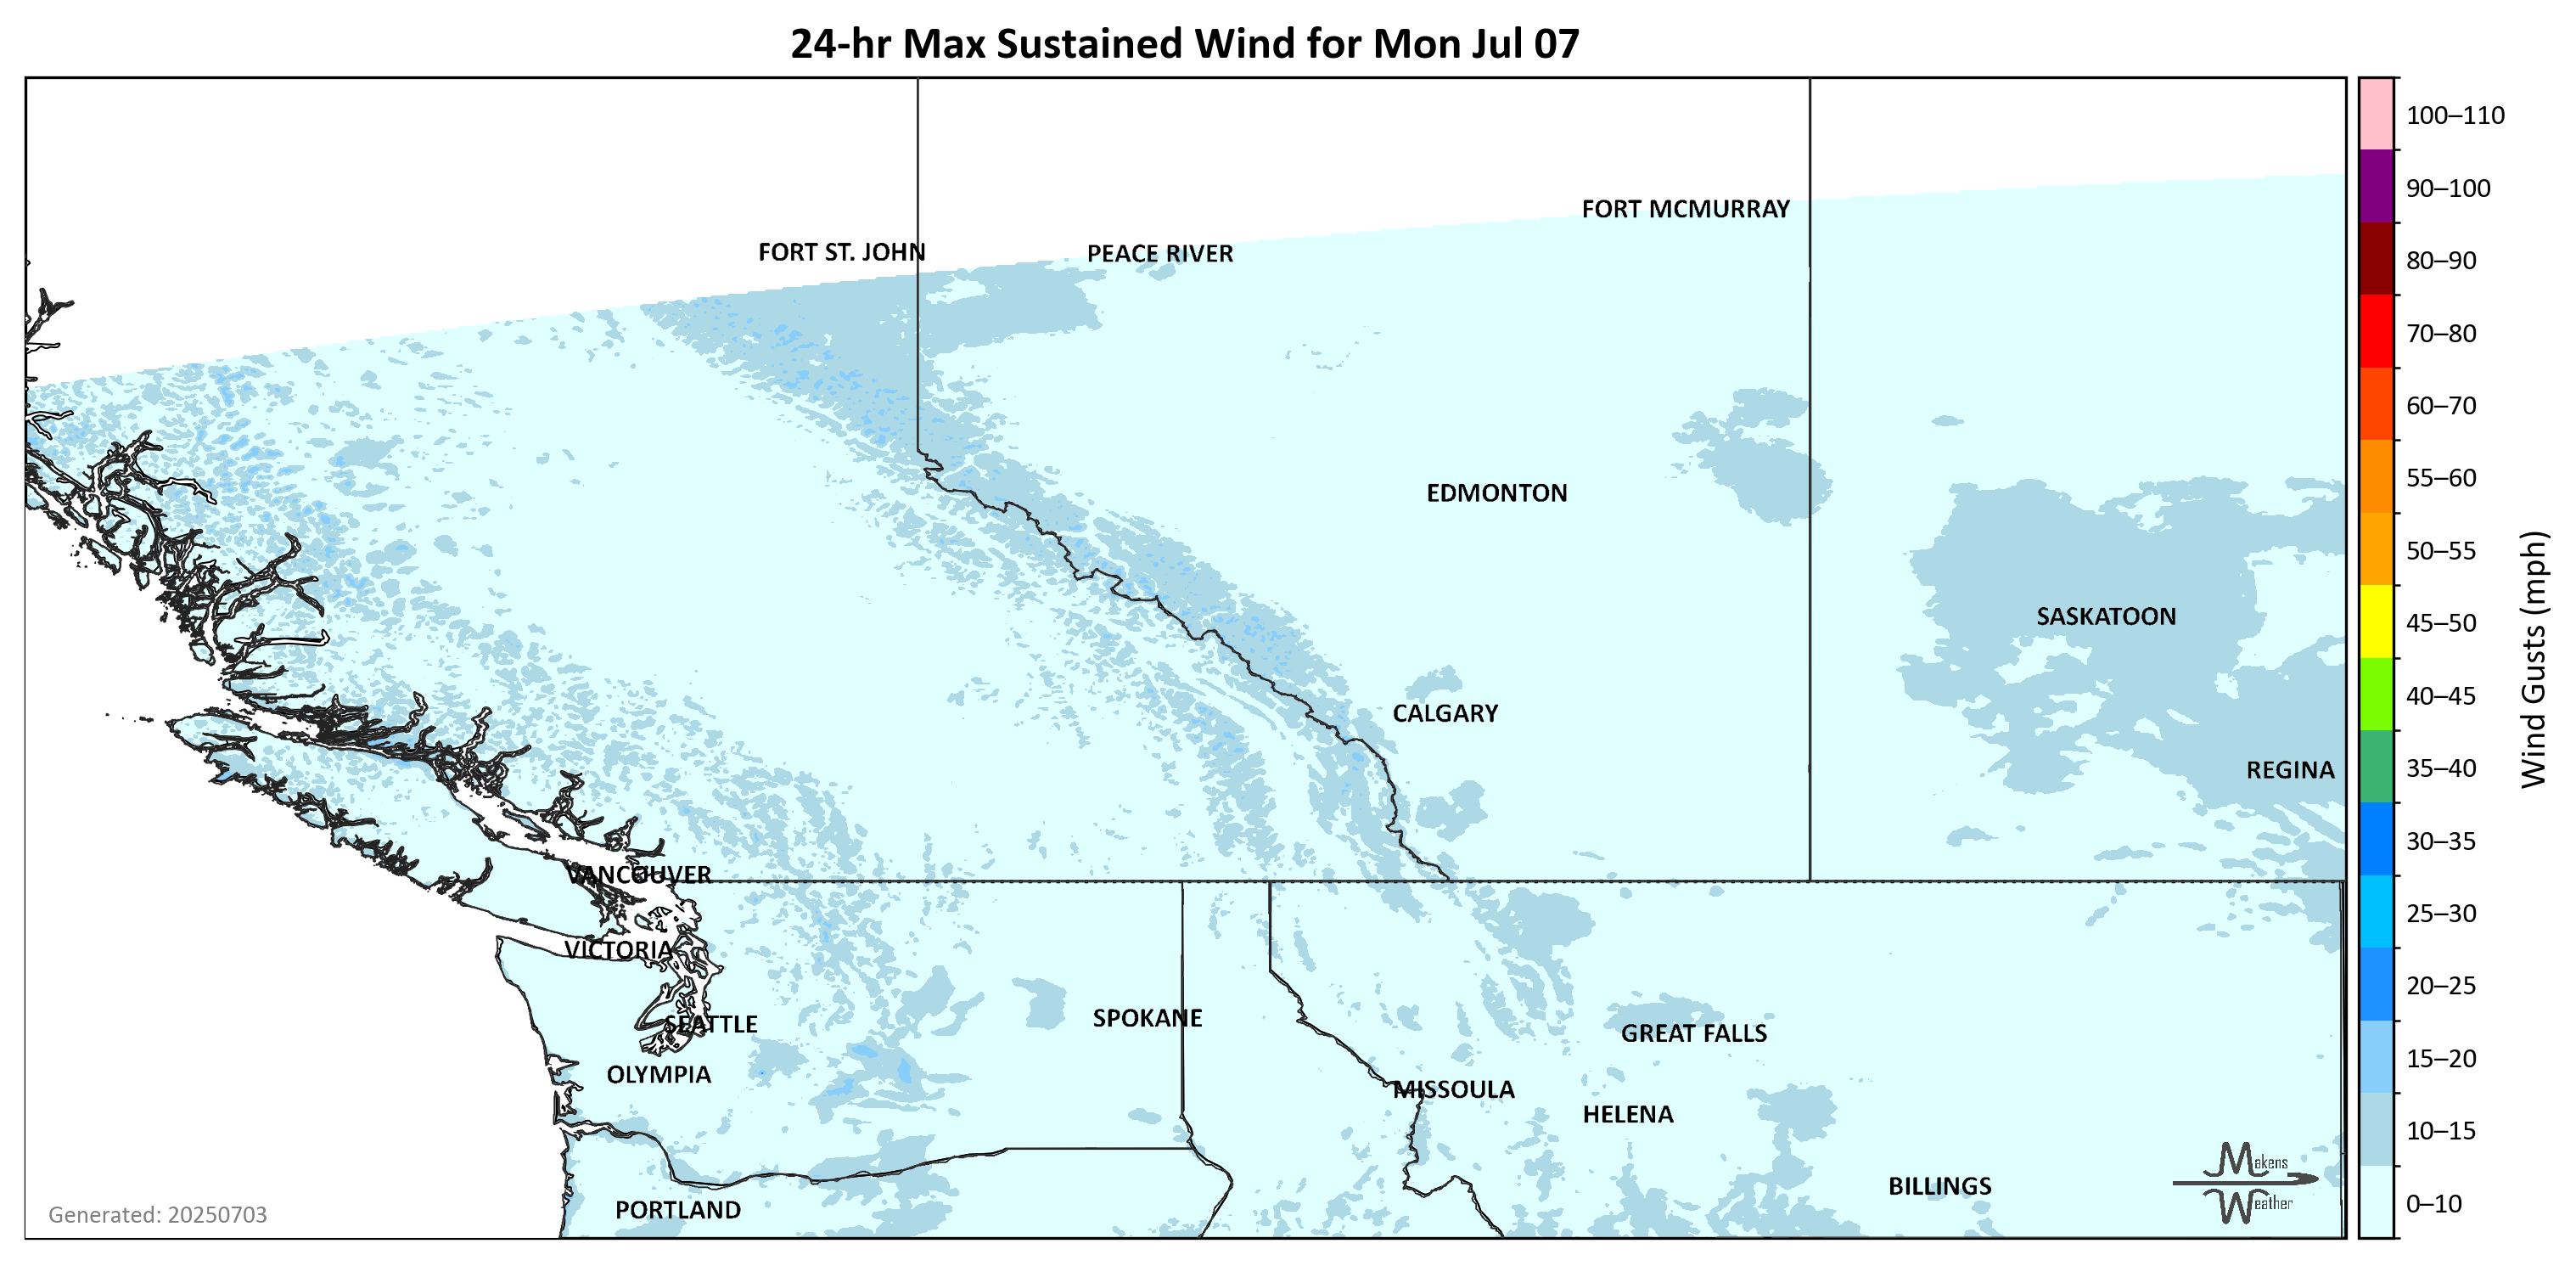 24-hr Max Sustained Wind for Mon Jul 07
100–110
90–100
80–90
70–80
60–70
55–60
50–55
45–50
40–45
35–40
30–35
25–30
20–25
15–20
10–15
0–10
Wind Gusts (mph)
FORT MCMURRAY
FORT ST. JOHN
PEACE RIVER
EDMONTON
SASKATOON
CALGARY
REGINA
VANCOUVER
VICTORIA
SEATTLE
SPOKANE
GREAT FALLS
OLYMPIA
MISSOULA
HELENA
BILLINGS
PORTLAND
Makens
Weather
Generated: 20250703